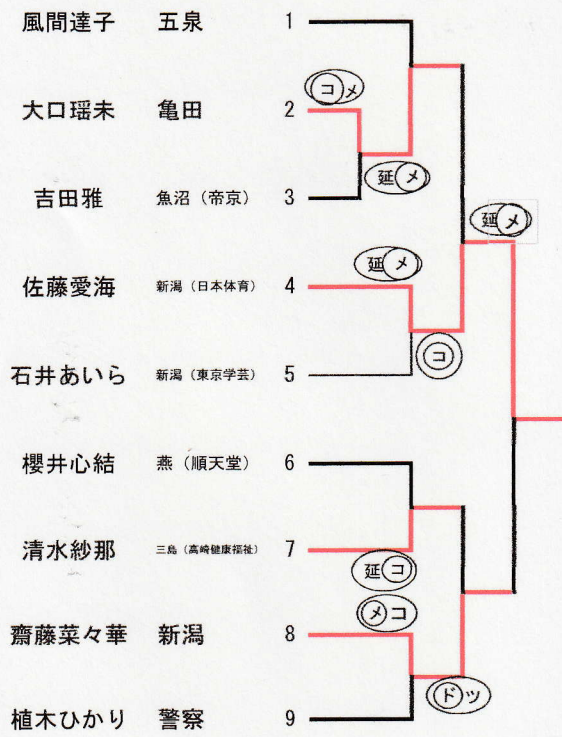 風間達子 五泉 1
コメ
大口瑶未 亀田 2
延メ
吉田雅 魚沼（帝京） 3
延メ
延メ
佐藤愛海 新潟（日本体育） 4
コ
石井あいら 新潟（東京学芸） 5
櫻井心結 燕（順天堂） 6
清水紗那 三島（高崎健康福祉） 7
延コ
メコ
齋藤菜々華 新潟 8
ドツ
植木ひかり 警察 9